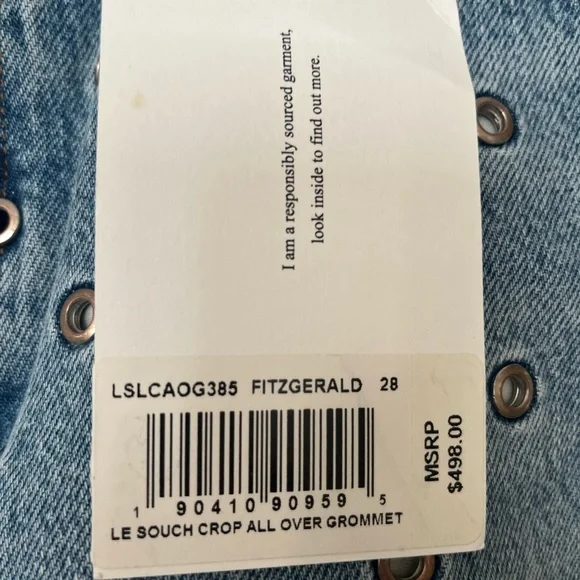 I am a responsibly sourced garment,
look inside to find out more.
LSLCAOG385 FITZGERALD 28
1 90410 90959 5
LE SOUCH CROP ALL OVER GROMMET
MSRP
$498.00